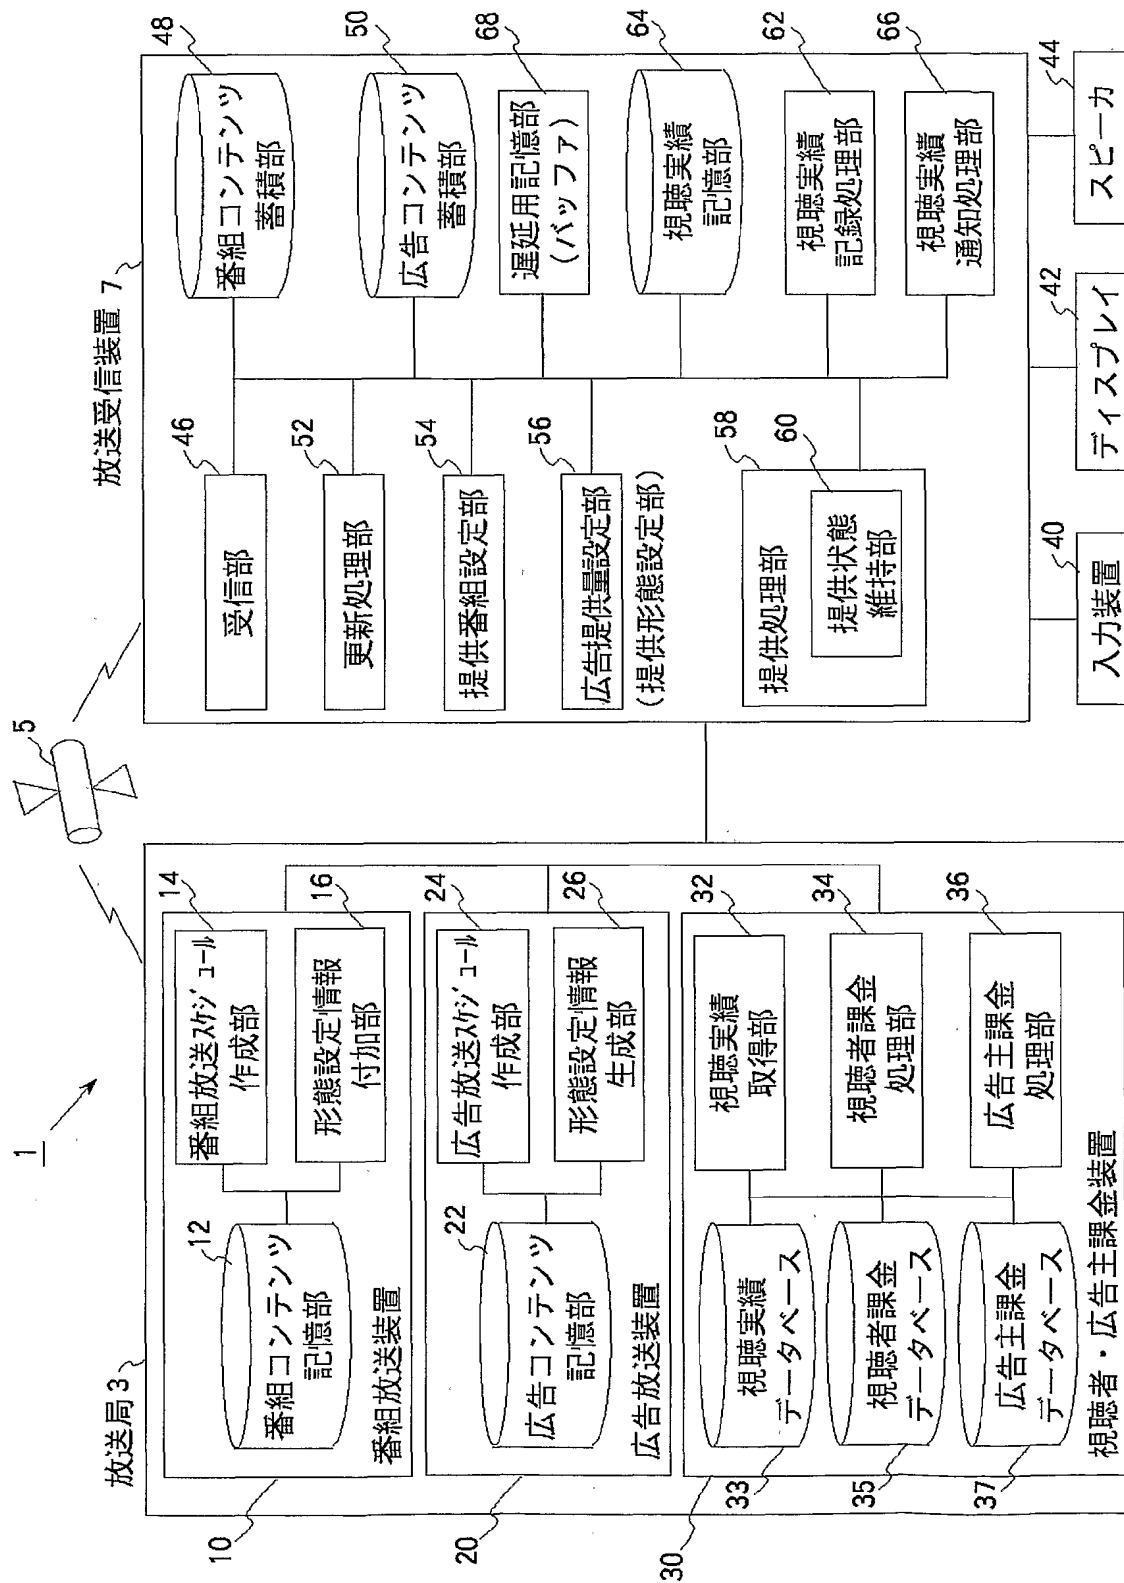 1
5
放送局 3
10
番組放送装置
12
番組コンテンツ
記憶部
14
番組放送スケジュール
作成部
16
形態設定情報
付加部
20
広告放送装置
22
広告コンテンツ
記憶部
24
広告放送スケジュール
作成部
26
形態設定情報
生成部
30
視聴者・広告主課金装置
32
視聴実績
取得部
33
視聴実績
データベース
34
視聴者課金
処理部
35
視聴者課金
データベース
36
広告主課金
処理部
37
広告主課金
データベース
放送受信装置 7
46
受信部
52
更新処理部
54
提供番組設定部
56
広告提供量設定部
(提供形態設定部)
58
提供処理部
60
提供状態
維持部
48
番組コンテンツ
蓄積部
50
広告コンテンツ
蓄積部
68
遅延用記憶部
(バッファ)
64
視聴実績
記憶部
62
視聴実績
記録処理部
66
視聴実績
通知処理部
40
入力装置
42
ディスプレイ
44
スピーカ